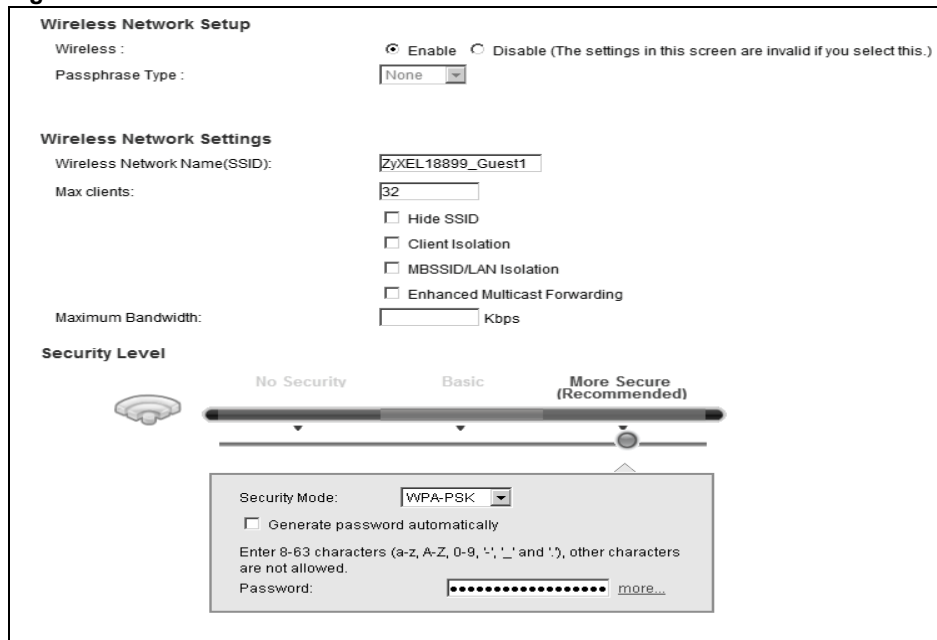 Wireless Network Setup
Wireless :
Enable Disable (The settings in this screen are invalid if you select this.)
Passphrase Type :
None
Wireless Network Settings
Wireless Network Name(SSID):
ZyXEL18899_Guest1
Max clients:
32
Hide SSID
Client Isolation
MBSSID/LAN Isolation
Enhanced Multicast Forwarding
Maximum Bandwidth:
Kbps
Security Level
No Security
Basic
More Secure
(Recommended)
Security Mode:
WPA-PSK
Generate password automatically
Enter 8-63 characters (a-z, A-Z, 0-9, '-', '_' and '.'), other characters
are not allowed.
Password:
••••••••••••••••••
more...